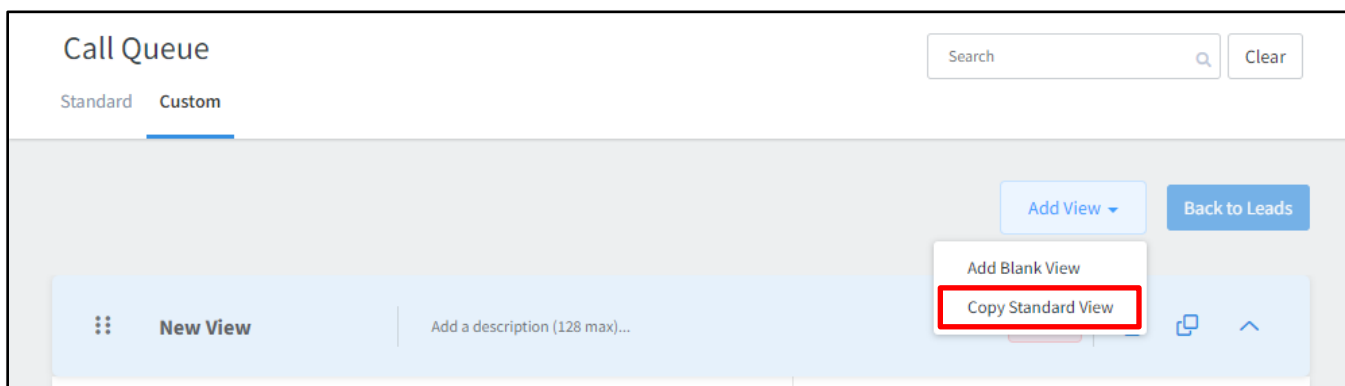 Call Queue
Search
Clear
Standard
Custom
Add View
Back to Leads
Add Blank View
Copy Standard View
New View
Add a description (128 max)...